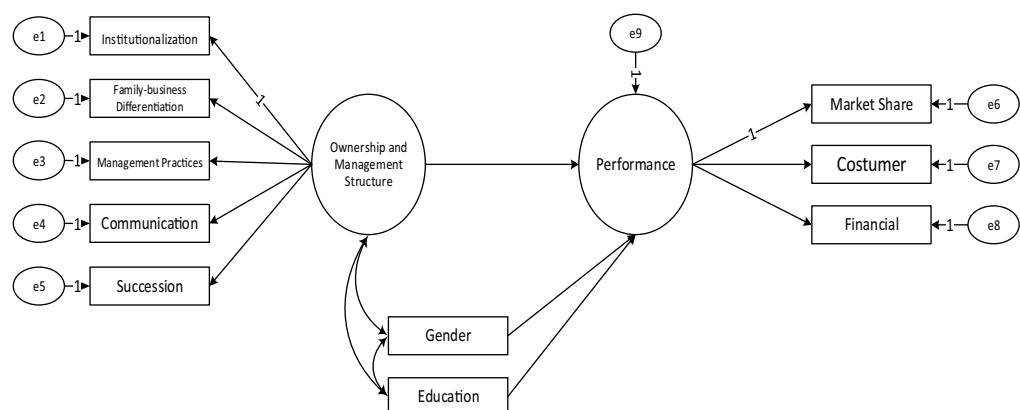 e1
1
Institutionalization
e2
1
Family-business
Differentiation
e3
1
Management Practices
e4
1
Communication
e5
1
Succession
1
Ownership and
Management
Structure
e9
1
Performance
1
Market Share
1
e6
Costumer
1
e7
Financial
1
e8
Gender
Education